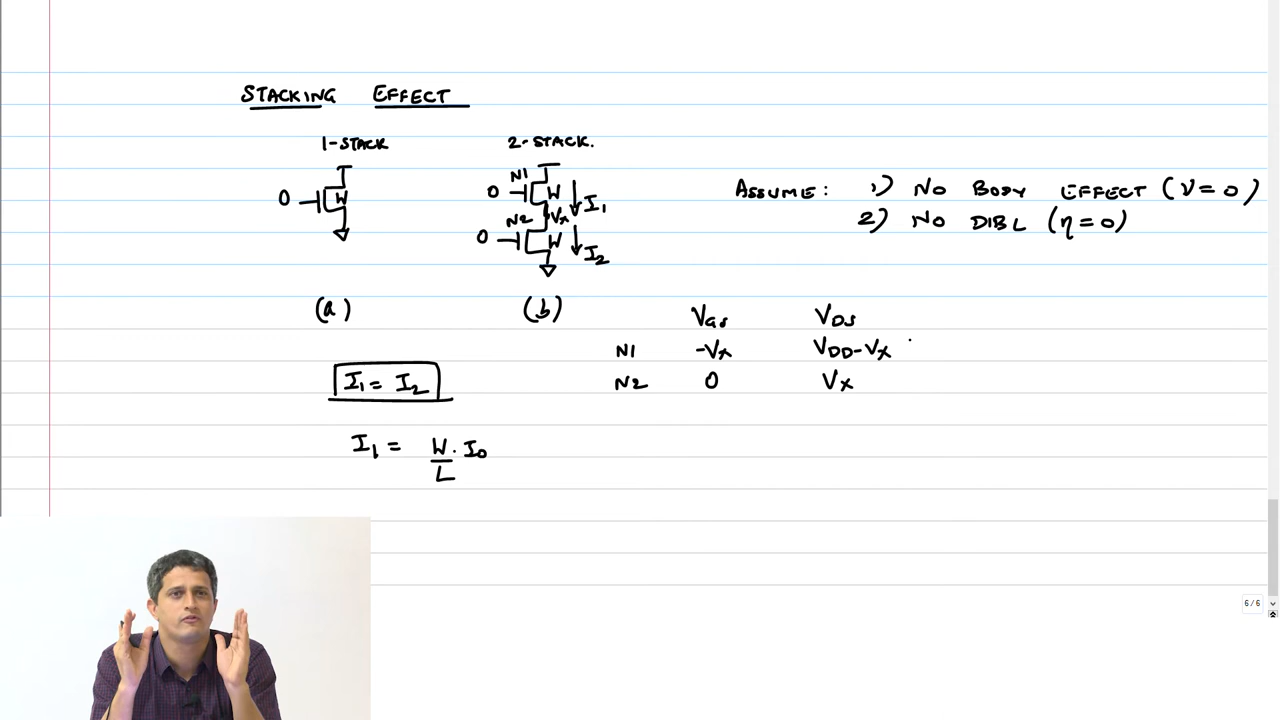 STACKING EFFECT
1-STACK 2-STACK.
0 W
N1 0 W I1
Vx
N2 0 W I2
ASSUME: 1) NO BODY EFFECT (γ=0)
2) NO DIBL (η=0)
(a) (b)
VGS VDS
N1 -Vx VDD-Vx
N2 0 Vx
I1 = I2
I1 = W/L · I0
6/6